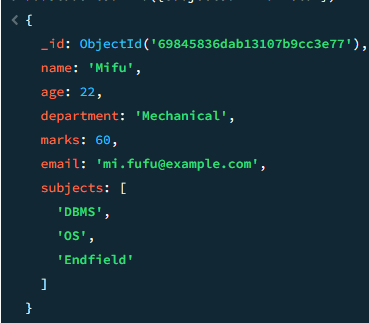 {
_id: ObjectId('69845836dab13107b9cc3e77'),
name: 'Mifu',
age: 22,
department: 'Mechanical',
marks: 60,
email: 'mi.fufu@example.com',
subjects: [
'DBMS',
'OS',
'Endfield'
]
}